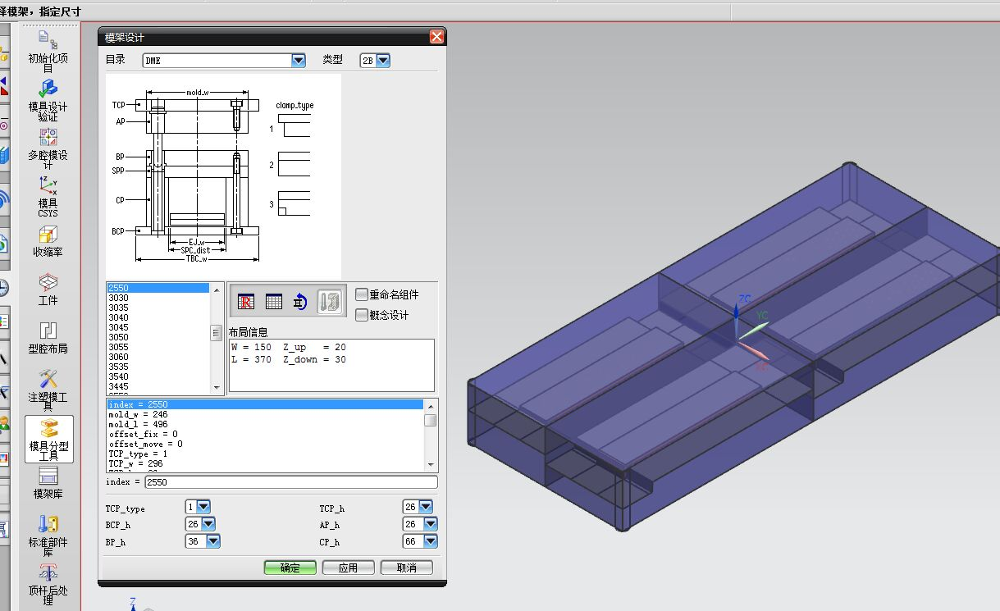 择模架，指定尺寸
初始化项
目
模具设计
验证
多腔模设
计
模具
CSYS
收缩率
工件
型腔布局
注塑模工
具
模具分型
工具
模架库
标准部件
库
顶杆后处
理
模架设计
目录 DME 类型 2B
mold_w
TCP
AP
BP
SPP
CP
BCP
EJ_w
SPC_dist
TBC_w
clamp_type
1
2
3
2550
3030
3035
3040
3045
3050
3055
3060
3535
3540
3445
R
重命名组件
概念设计
布局信息
W = 150 Z_up = 20
L = 370 Z_down = 30
index = 2550
mold_w = 246
mold_l = 496
offset_fix = 0
offset_move = 0
TCP_type = 1
TCP_w = 296
index = 2550
TCP_type 1 TCP_h 26
BCP_h 26 AP_h 26
BP_h 36 CP_h 66
确定 应用 取消
ZC
YC
XC
Z